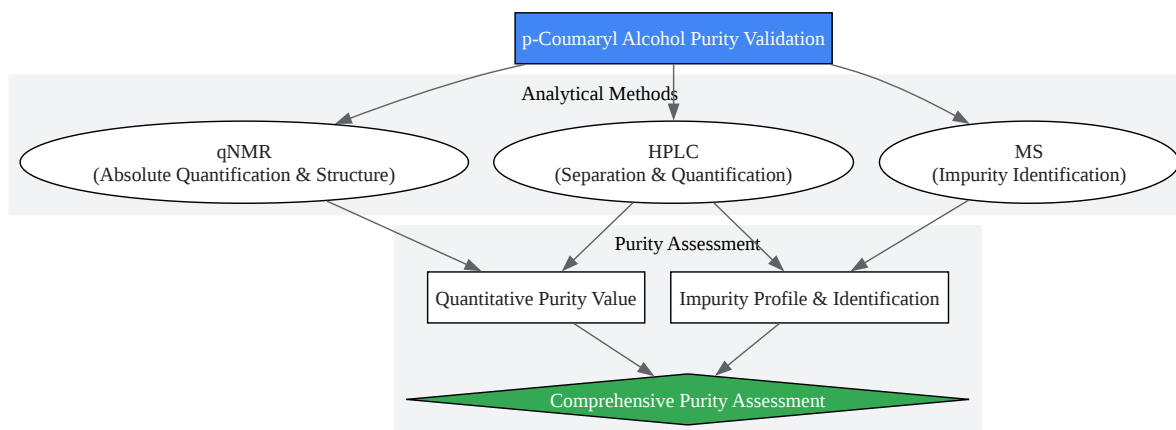 p-Coumaryl Alcohol Purity Validation
Analytical Methods
qNMR
(Absolute Quantification & Structure)
HPLC
(Separation & Quantification)
MS
(Impurity Identification)
Purity Assessment
Quantitative Purity Value
Impurity Profile & Identification
Comprehensive Purity Assessment